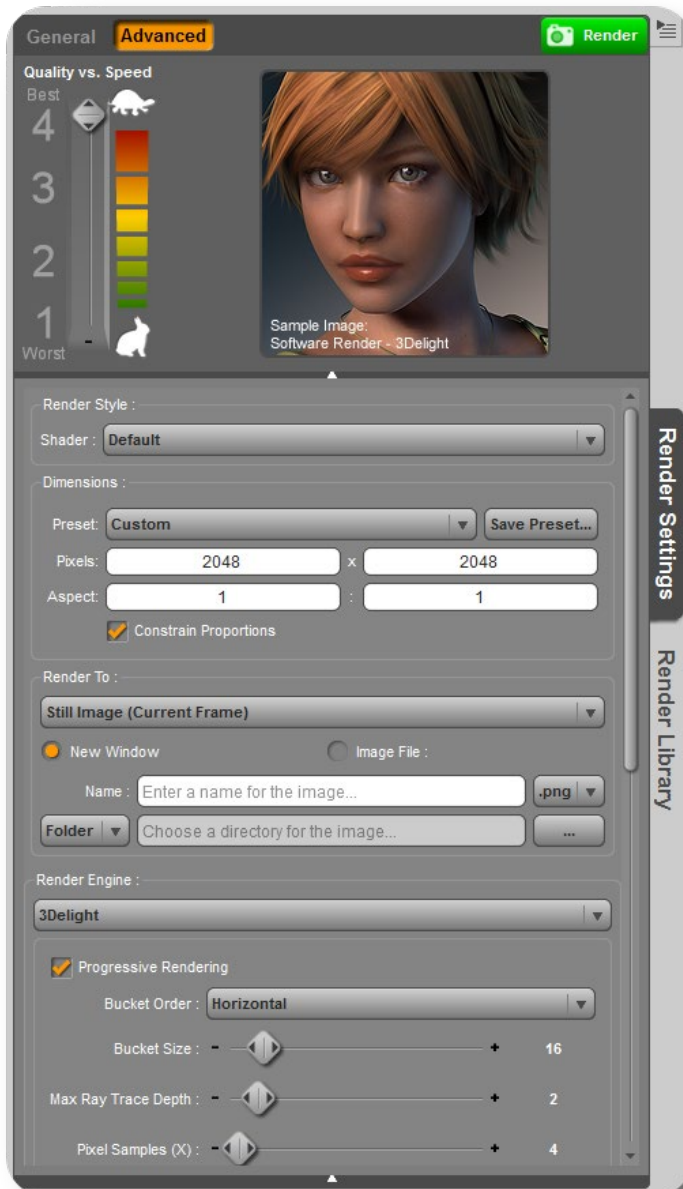 General Advanced Render
Quality vs. Speed
Best
4
3
2
1
Worst
-
Sample Image:
Software Render - 3Delight
Render Style :
Shader : Default
Dimensions :
Preset: Custom Save Preset...
Pixels: 2048 x 2048
Aspect: 1 : 1
Constrain Proportions
Render To :
Still Image (Current Frame)
New Window Image File :
Name : Enter a name for the image... .png
Folder Choose a directory for the image... ...
Render Engine :
3Delight
Progressive Rendering
Bucket Order : Horizontal
Bucket Size : - + 16
Max Ray Trace Depth : - + 2
Pixel Samples (X) : - + 4
Render Settings
Render Library